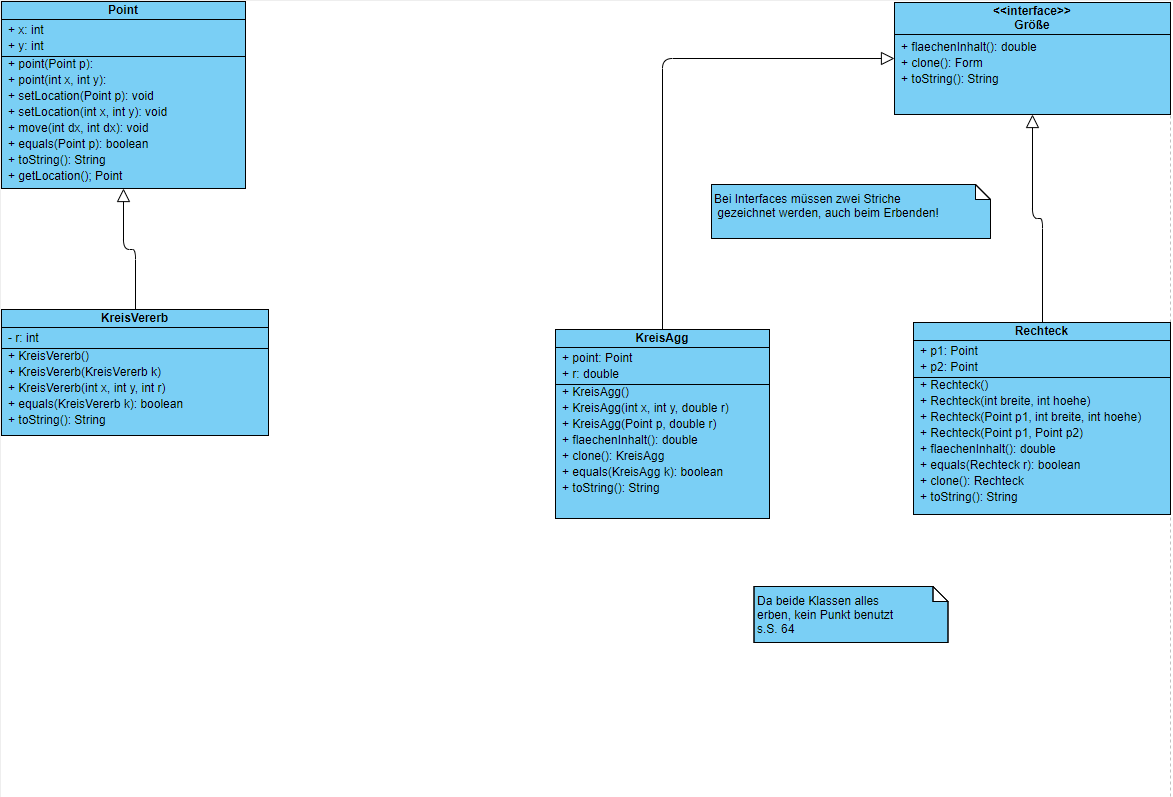 Point
+ x: int
+ y: int
+ point(Point p):
+ point(int x, int y):
+ setLocation(Point p): void
+ setLocation(int x, int y): void
+ move(int dx, int dx): void
+ equals(Point p): boolean
+ toString(): String
+ getLocation(); Point
<<interface>>
Größe
+ flaechenInhalt(): double
+ clone(): Form
+ toString(): String
Bei Interfaces müssen zwei Striche
gezeichnet werden, auch beim Erbenden!
KreisVererb
- r: int
+ KreisVererb()
+ KreisVererb(KreisVererb k)
+ KreisVererb(int x, int y, int r)
+ equals(KreisVererb k): boolean
+ toString(): String
KreisAgg
+ point: Point
+ r: double
+ KreisAgg()
+ KreisAgg(int x, int y, double r)
+ KreisAgg(Point p, double r)
+ flaechenInhalt(): double
+ clone(): KreisAgg
+ equals(KreisAgg k): boolean
+ toString(): String
Rechteck
+ p1: Point
+ p2: Point
+ Rechteck()
+ Rechteck(int breite, int hoehe)
+ Rechteck(Point p1, int breite, int hoehe)
+ Rechteck(Point p1, Point p2)
+ flaechenInhalt(): double
+ equals(Rechteck r): boolean
+ clone(): Rechteck
+ toString(): String
Da beide Klassen alles
erben, kein Punkt benutzt
s.S. 64